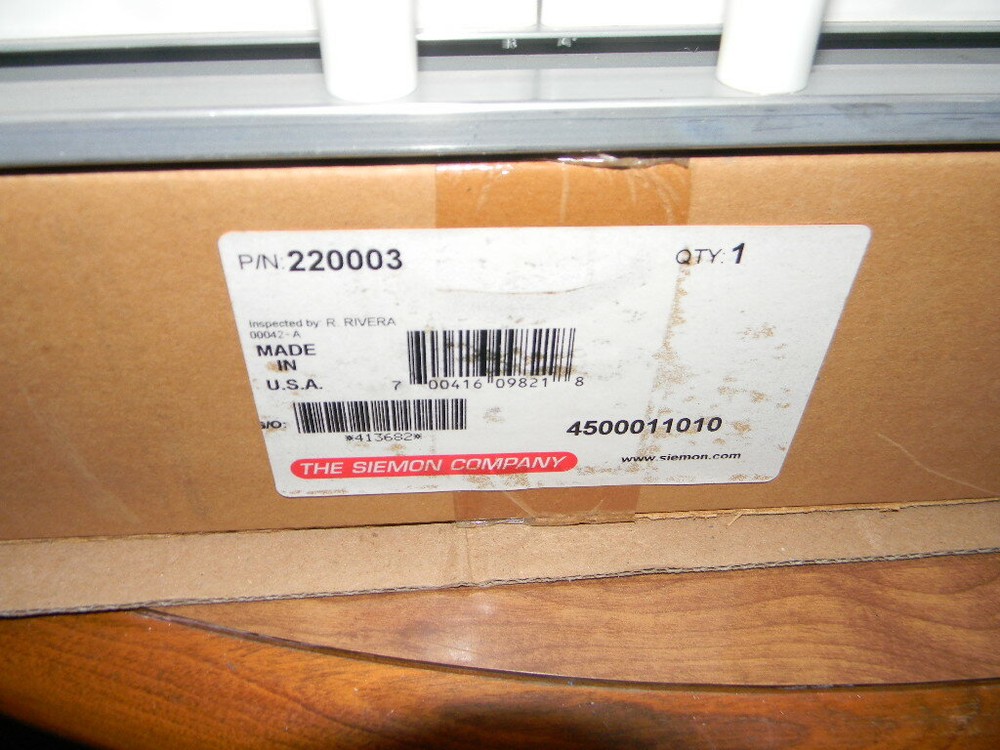 P/N: 220003
QTY: 1
Inspected by: R. RIVERA
00042-A
MADE
IN
U.S.A.
7 00416 09821 8
*413682*
4500011010
THE SIEMON COMPANY
www.siemon.com